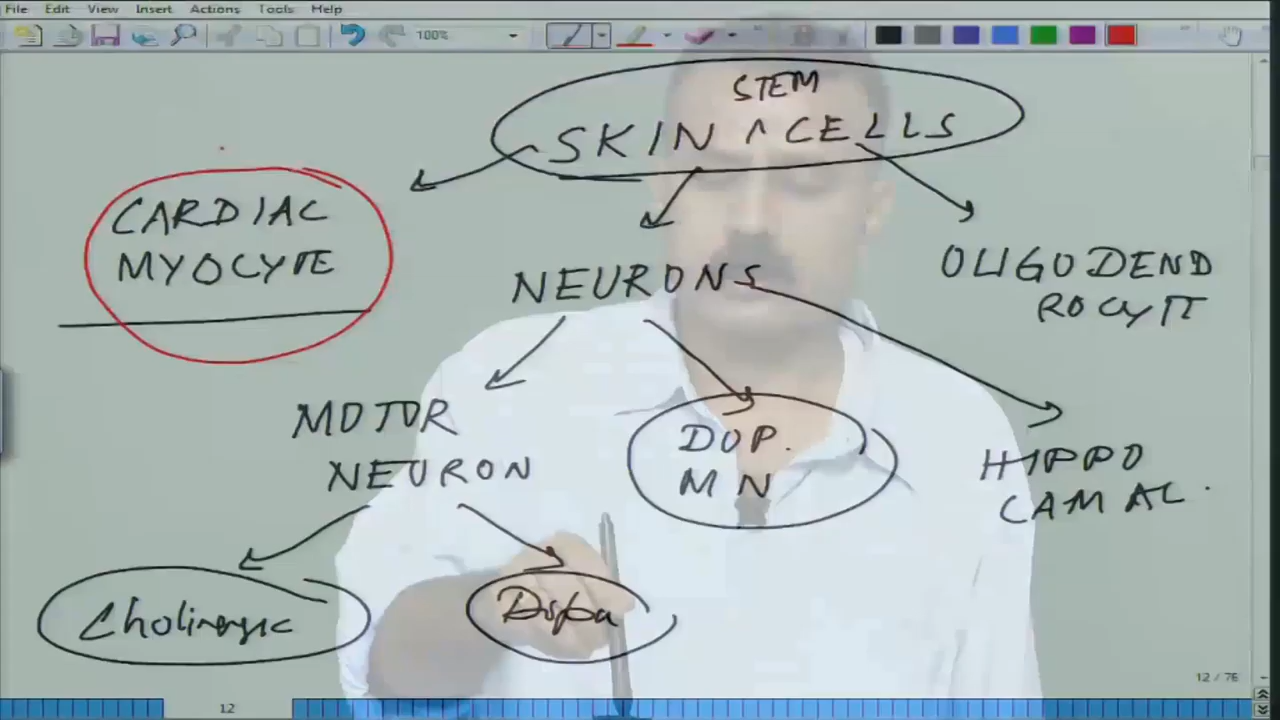 File Edit View Insert Actions Tools Help
100%
STEM
SKIN ^ CELLS
CARDIAC
MYOCYTE
NEURONS
OLIGODEND
ROCYTE
MOTOR
NEURON
DOP.
MN
HIPPO
CAMAL.
Cholinergic
Dopa
12 / 76
12